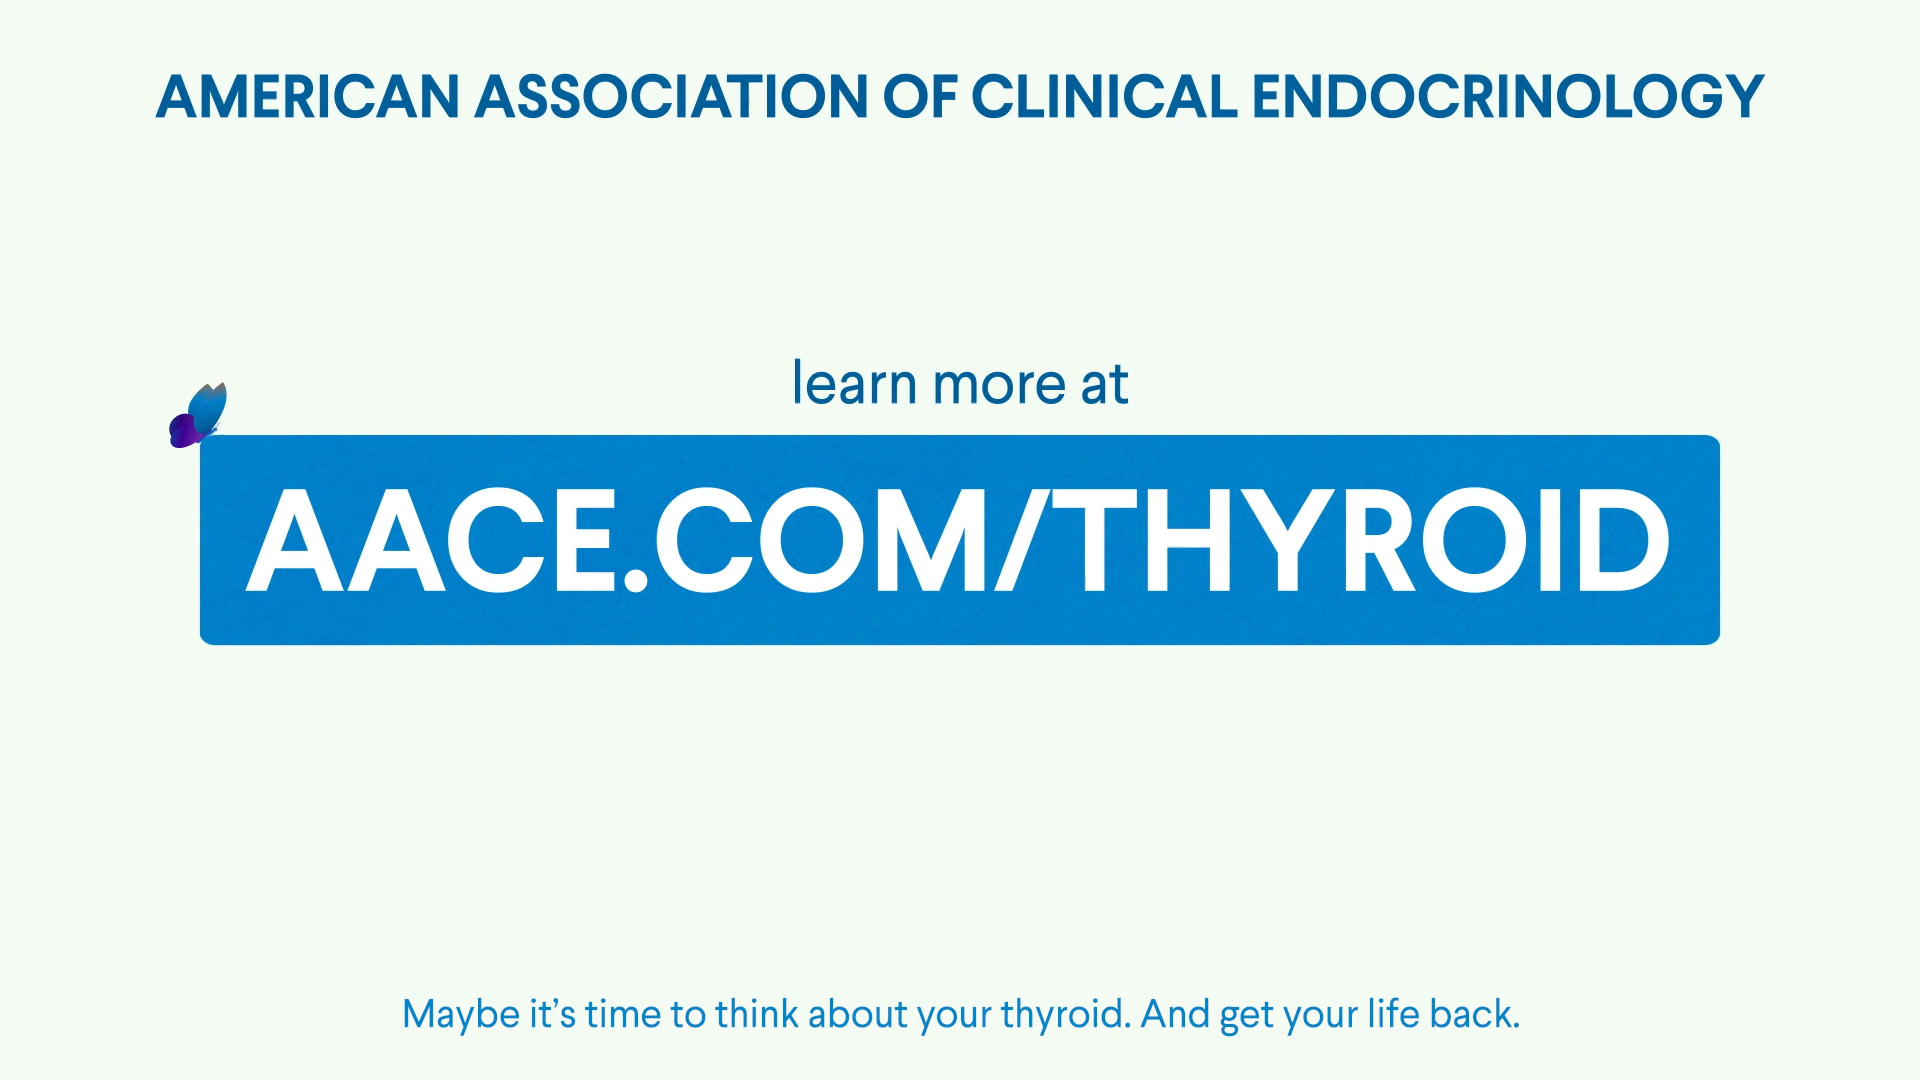 AMERICAN ASSOCIATION OF CLINICAL ENDOCRINOLOGY
learn more at
AACE.COM/THYROID
Maybe it’s time to think about your thyroid. And get your life back.